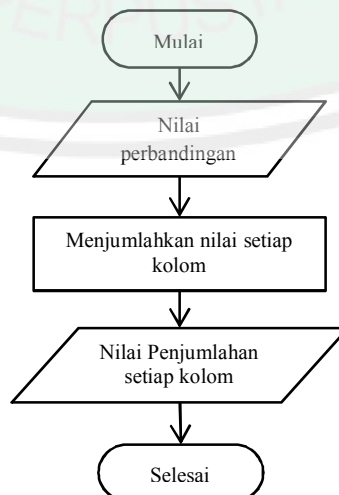 Mulai
Nilai
perbandingan
Menjumlahkan nilai setiap
kolom
Nilai Penjumlahan
setiap kolom
Selesai